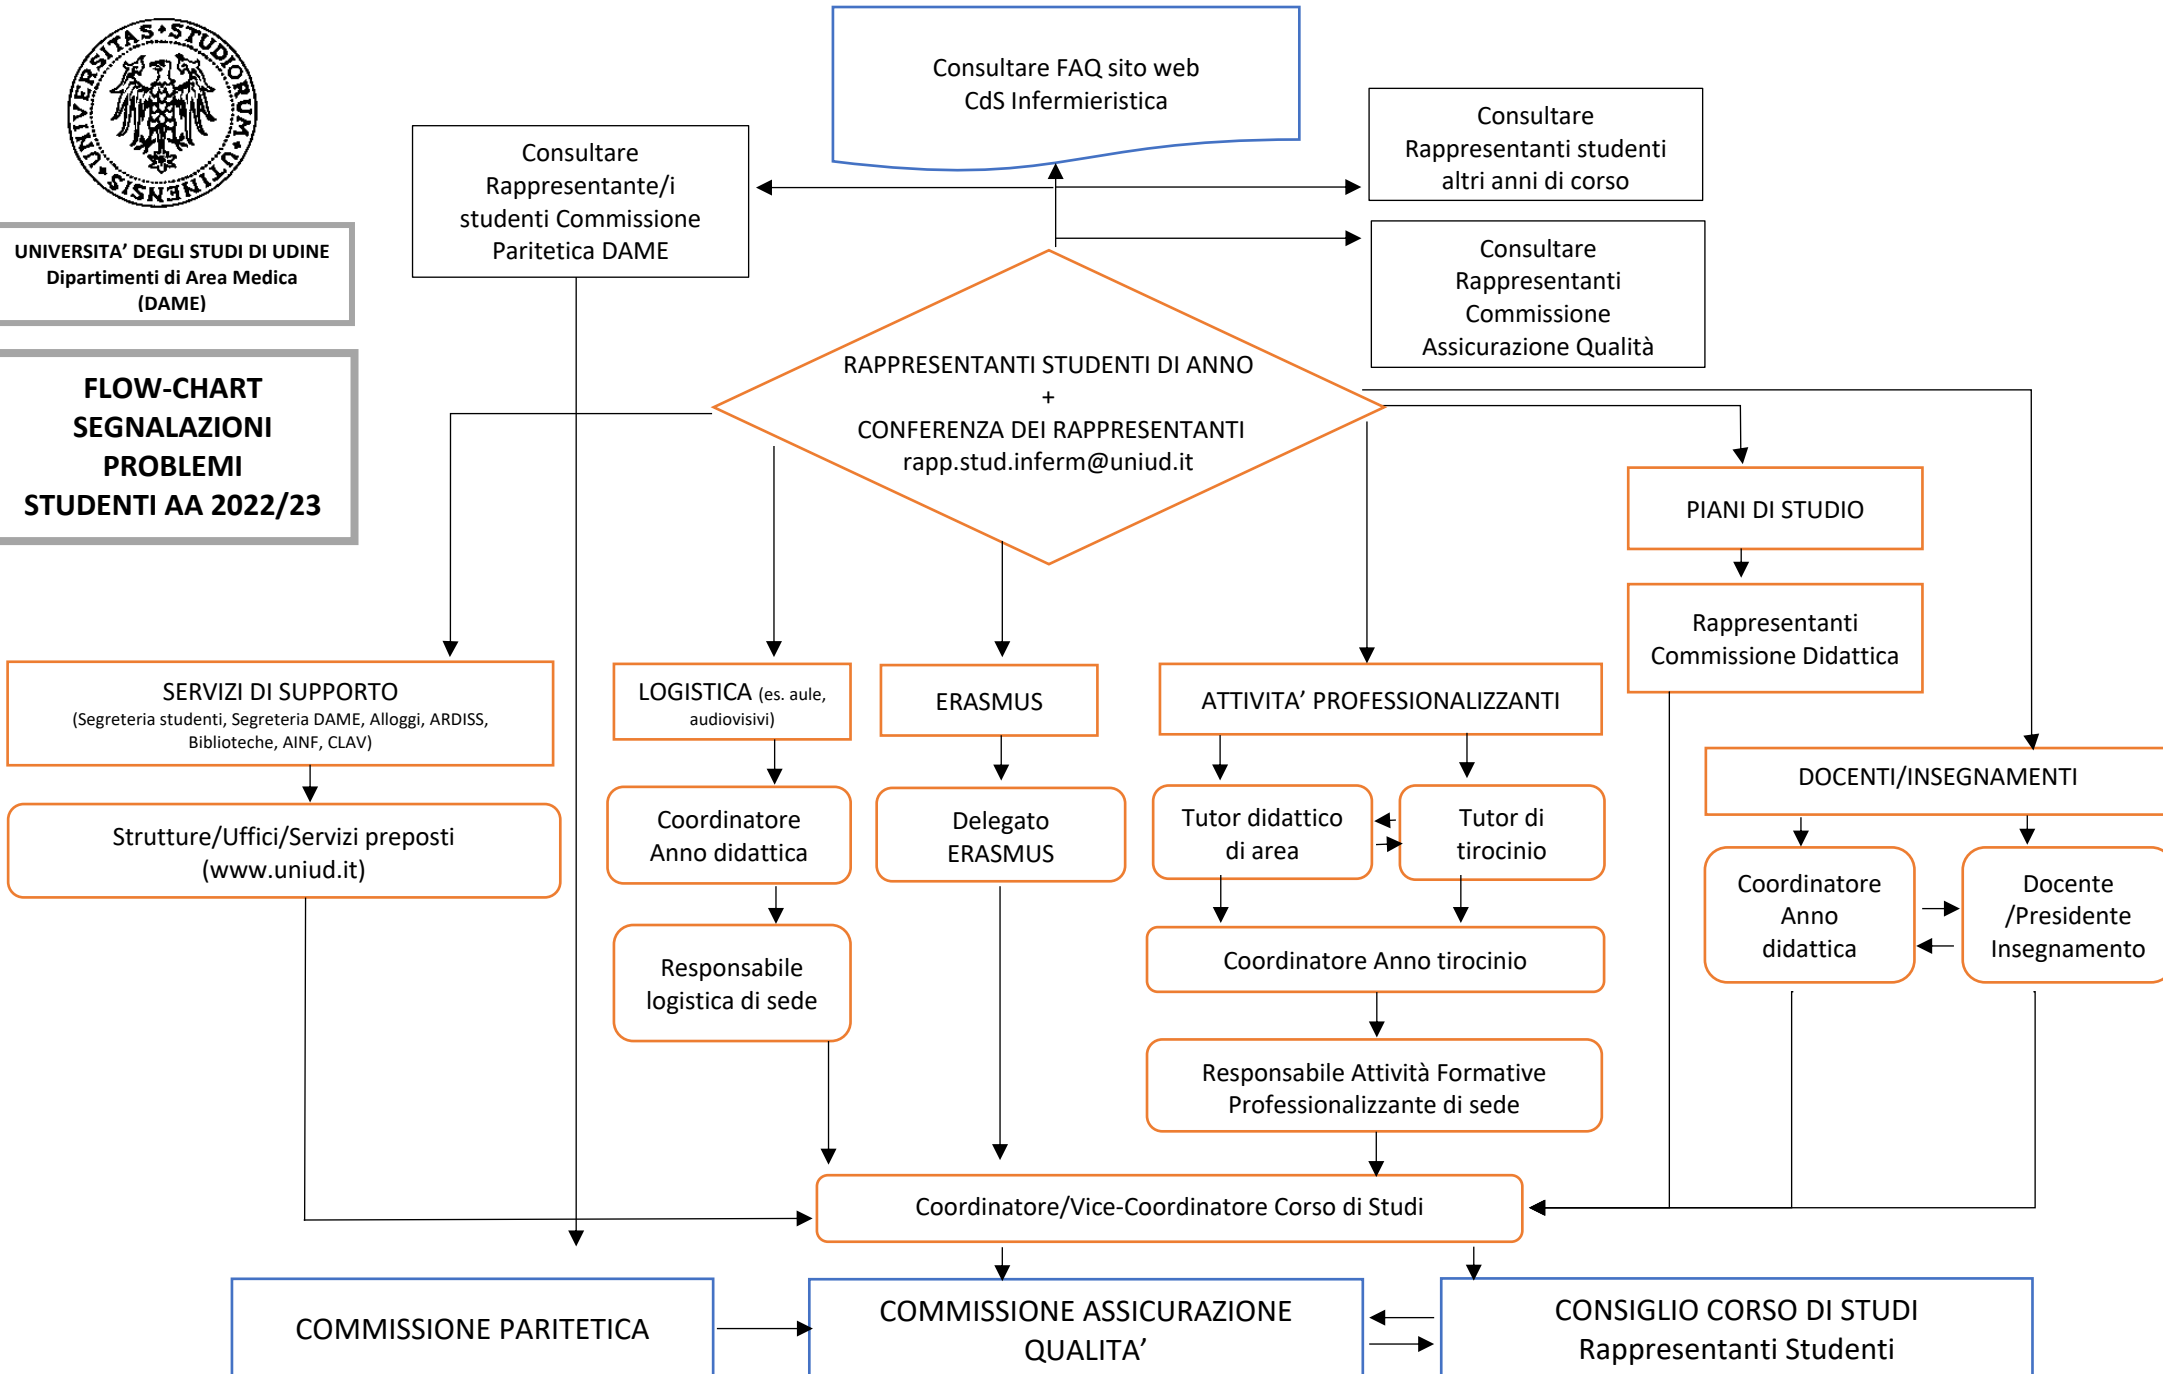 UNIVERSITAS•STUDIORUM•UTINENSIS•
UNIVERSITA’ DEGLI STUDI DI UDINE
Dipartimenti di Area Medica
(DAME)
FLOW-CHART
SEGNALAZIONI
PROBLEMI
STUDENTI AA 2022/23
Consultare FAQ sito web
CdS Infermieristica
Consultare
Rappresentante/i
studenti Commissione
Paritetica DAME
Consultare
Rappresentanti studenti
altri anni di corso
Consultare
Rappresentanti
Commissione
Assicurazione Qualità
RAPPRESENTANTI STUDENTI DI ANNO
+
CONFERENZA DEI RAPPRESENTANTI
rapp.stud.inferm@uniud.it
PIANI DI STUDIO
Rappresentanti
Commissione Didattica
SERVIZI DI SUPPORTO
(Segreteria studenti, Segreteria DAME, Alloggi, ARDISS,
Biblioteche, AINF, CLAV)
LOGISTICA (es. aule,
audiovisivi)
ERASMUS
ATTIVITA’ PROFESSIONALIZZANTI
DOCENTI/INSEGNAMENTI
Strutture/Uffici/Servizi preposti
(www.uniud.it)
Coordinatore
Anno didattica
Delegato
ERASMUS
Tutor didattico
di area
Tutor di
tirocinio
Coordinatore
Anno
didattica
Docente
/Presidente
Insegnamento
Responsabile
logistica di sede
Coordinatore Anno tirocinio
Responsabile Attività Formative
Professionalizzante di sede
Coordinatore/Vice-Coordinatore Corso di Studi
COMMISSIONE PARITETICA
COMMISSIONE ASSICURAZIONE
QUALITA’
CONSIGLIO CORSO DI STUDI
Rappresentanti Studenti